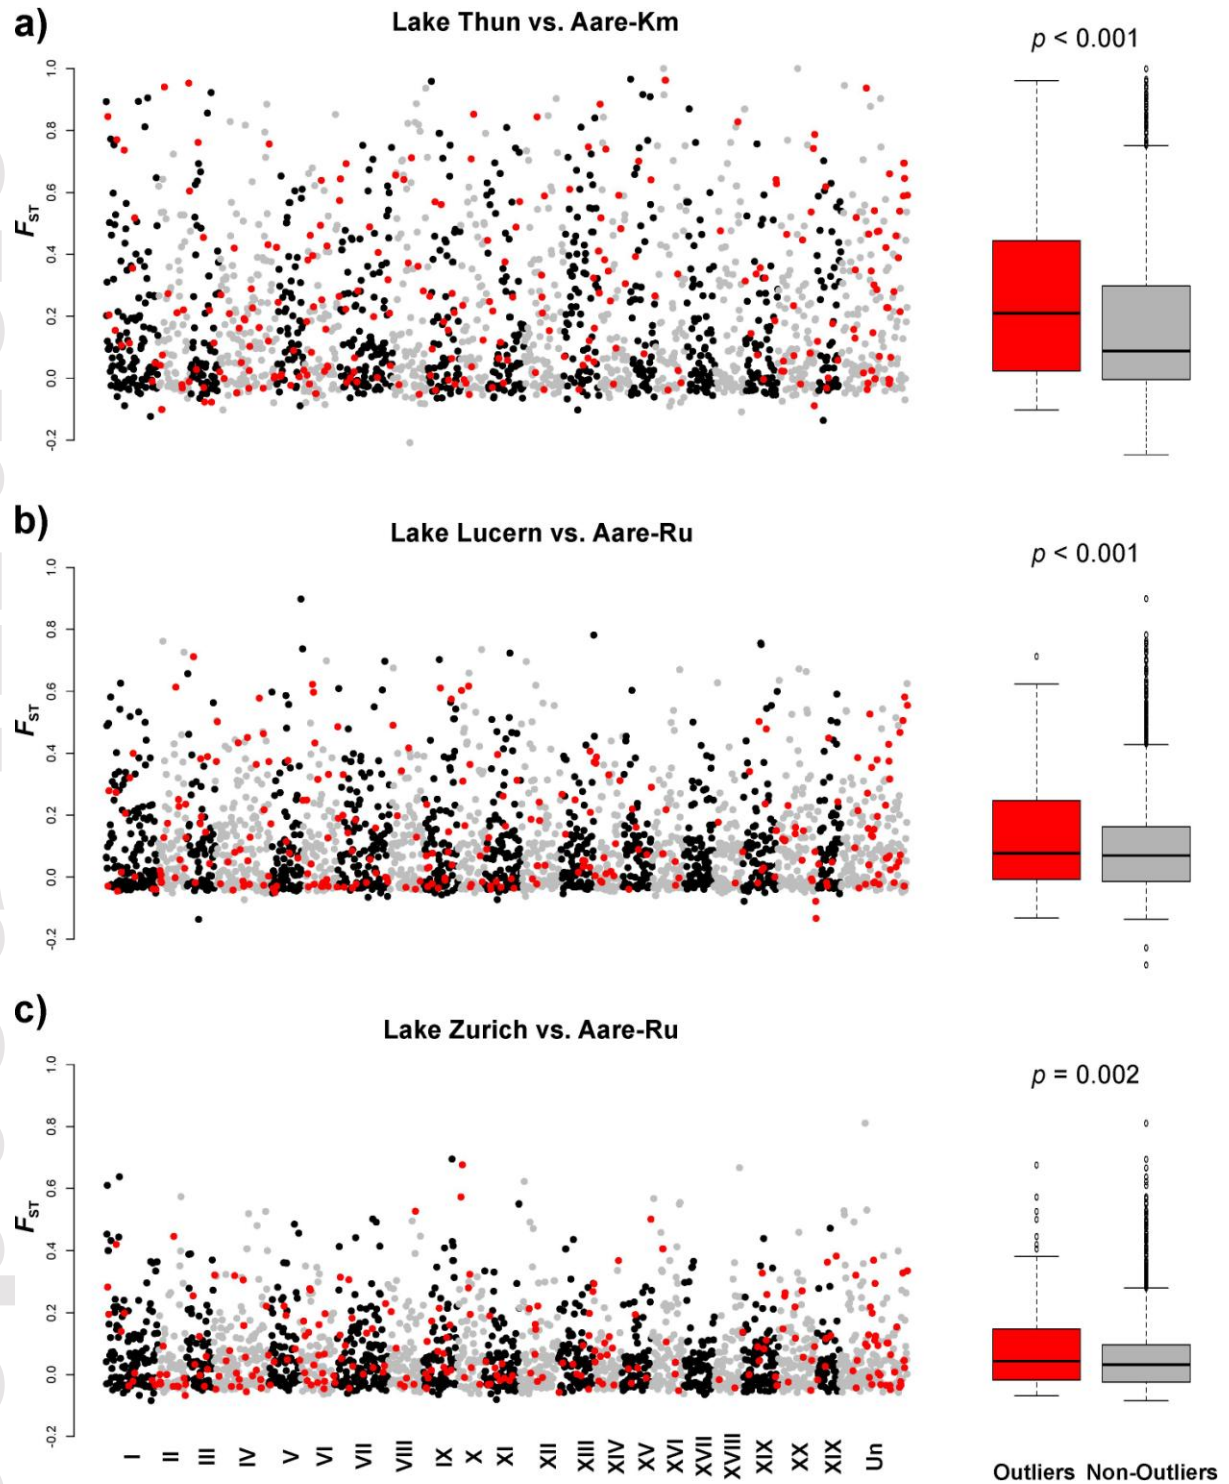 a)
Lake Thun vs. Aare-Km
p < 0.001
1.0
0.8
0.6
0.4
0.2
0.0
-0.2
FST
b)
Lake Lucern vs. Aare-Ru
p < 0.001
1.0
0.8
0.6
0.4
0.2
0.0
-0.2
FST
c)
Lake Zurich vs. Aare-Ru
p = 0.002
1.0
0.8
0.6
0.4
0.2
0.0
-0.2
FST
I II III IV V VI VII VIII IX X XI XII XIII XIV XV XVI XVII XVIII XIX XX XIX Un
Outliers Non-Outliers